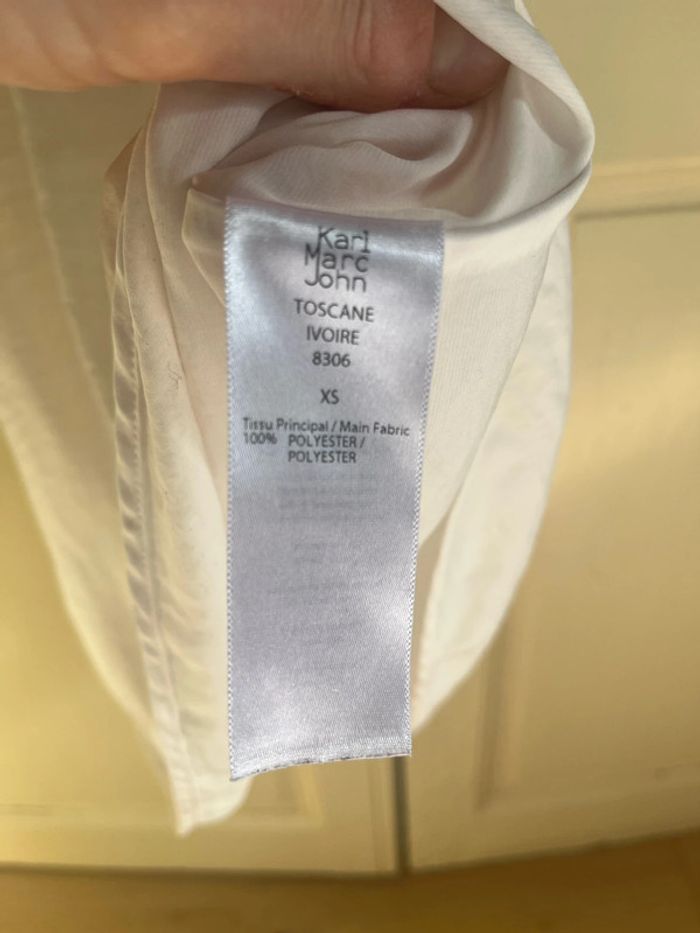 Karl
Marc
John
TOSCANE
IVOIRE
8306
XS
Tissu Principal / Main Fabric
100% POLYESTER /
POLYESTER